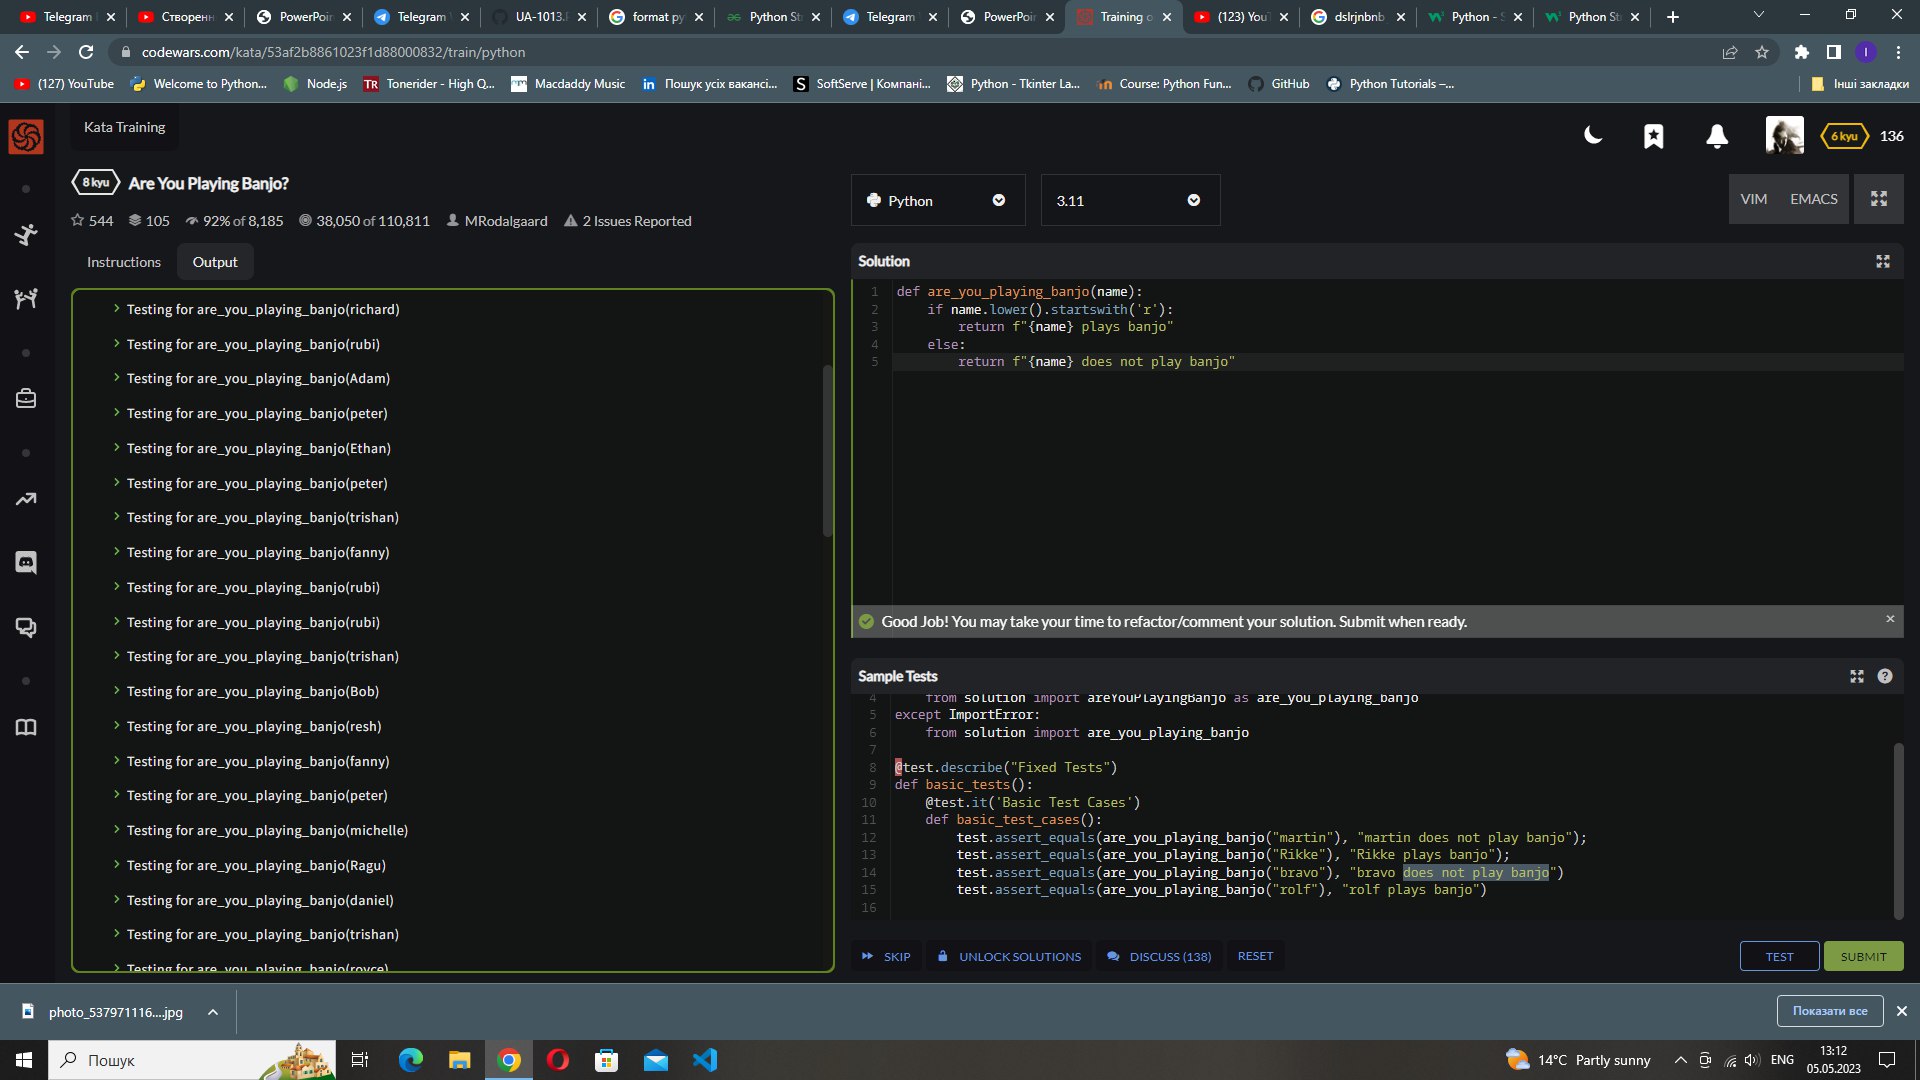 Telegram
Створенн
PowerPoin
Telegram
UA-1013.
format py
Python St
Telegram
PowerPoin
Training o
(123) You
dslrjnbnb
Python - S
Python St
codewars.com/kata/53af2b8861023f1d88000832/train/python
(127) YouTube
Welcome to Python...
Node.js
Tonerider - High Q...
Macdaddy Music
Пошук усіх ваканcі...
SoftServe | Компані...
Python - Tkinter La...
Course: Python Fun...
GitHub
Python Tutorials –...
Інші закладки
Kata Training
6 kyu
136
8 kyu
Are You Playing Banjo?
544
105
92% of 8,185
38,050 of 110,811
MRodalgaard
2 Issues Reported
Instructions
Output
Testing for are_you_playing_banjo(richard)
Testing for are_you_playing_banjo(rubi)
Testing for are_you_playing_banjo(Adam)
Testing for are_you_playing_banjo(peter)
Testing for are_you_playing_banjo(Ethan)
Testing for are_you_playing_banjo(peter)
Testing for are_you_playing_banjo(trishan)
Testing for are_you_playing_banjo(fanny)
Testing for are_you_playing_banjo(rubi)
Testing for are_you_playing_banjo(rubi)
Testing for are_you_playing_banjo(trishan)
Testing for are_you_playing_banjo(Bob)
Testing for are_you_playing_banjo(resh)
Testing for are_you_playing_banjo(fanny)
Testing for are_you_playing_banjo(peter)
Testing for are_you_playing_banjo(michelle)
Testing for are_you_playing_banjo(Ragu)
Testing for are_you_playing_banjo(daniel)
Testing for are_you_playing_banjo(trishan)
Testing for are_you_playing_banjo(royce)
Python
3.11
VIM
EMACS
Solution
1 def are_you_playing_banjo(name):
2 if name.lower().startswith('r'):
3 return f"{name} plays banjo"
4 else:
5 return f"{name} does not play banjo"
Good Job! You may take your time to refactor/comment your solution. Submit when ready.
Sample Tests
4 from solution import areYouPlayingBanjo as are_you_playing_banjo
5 except ImportError:
6 from solution import are_you_playing_banjo
7
8 @test.describe("Fixed Tests")
9 def basic_tests():
10 @test.it('Basic Test Cases')
11 def basic_test_cases():
12 test.assert_equals(are_you_playing_banjo("martin"), "martin does not play banjo");
13 test.assert_equals(are_you_playing_banjo("Rikke"), "Rikke plays banjo");
14 test.assert_equals(are_you_playing_banjo("bravo"), "bravo does not play banjo")
15 test.assert_equals(are_you_playing_banjo("rolf"), "rolf plays banjo")
16
SKIP
UNLOCK SOLUTIONS
DISCUSS (138)
RESET
TEST
SUBMIT
photo_537971116....jpg
Показати все
Пошук
14°C Partly sunny
ENG
13:12
05.05.2023